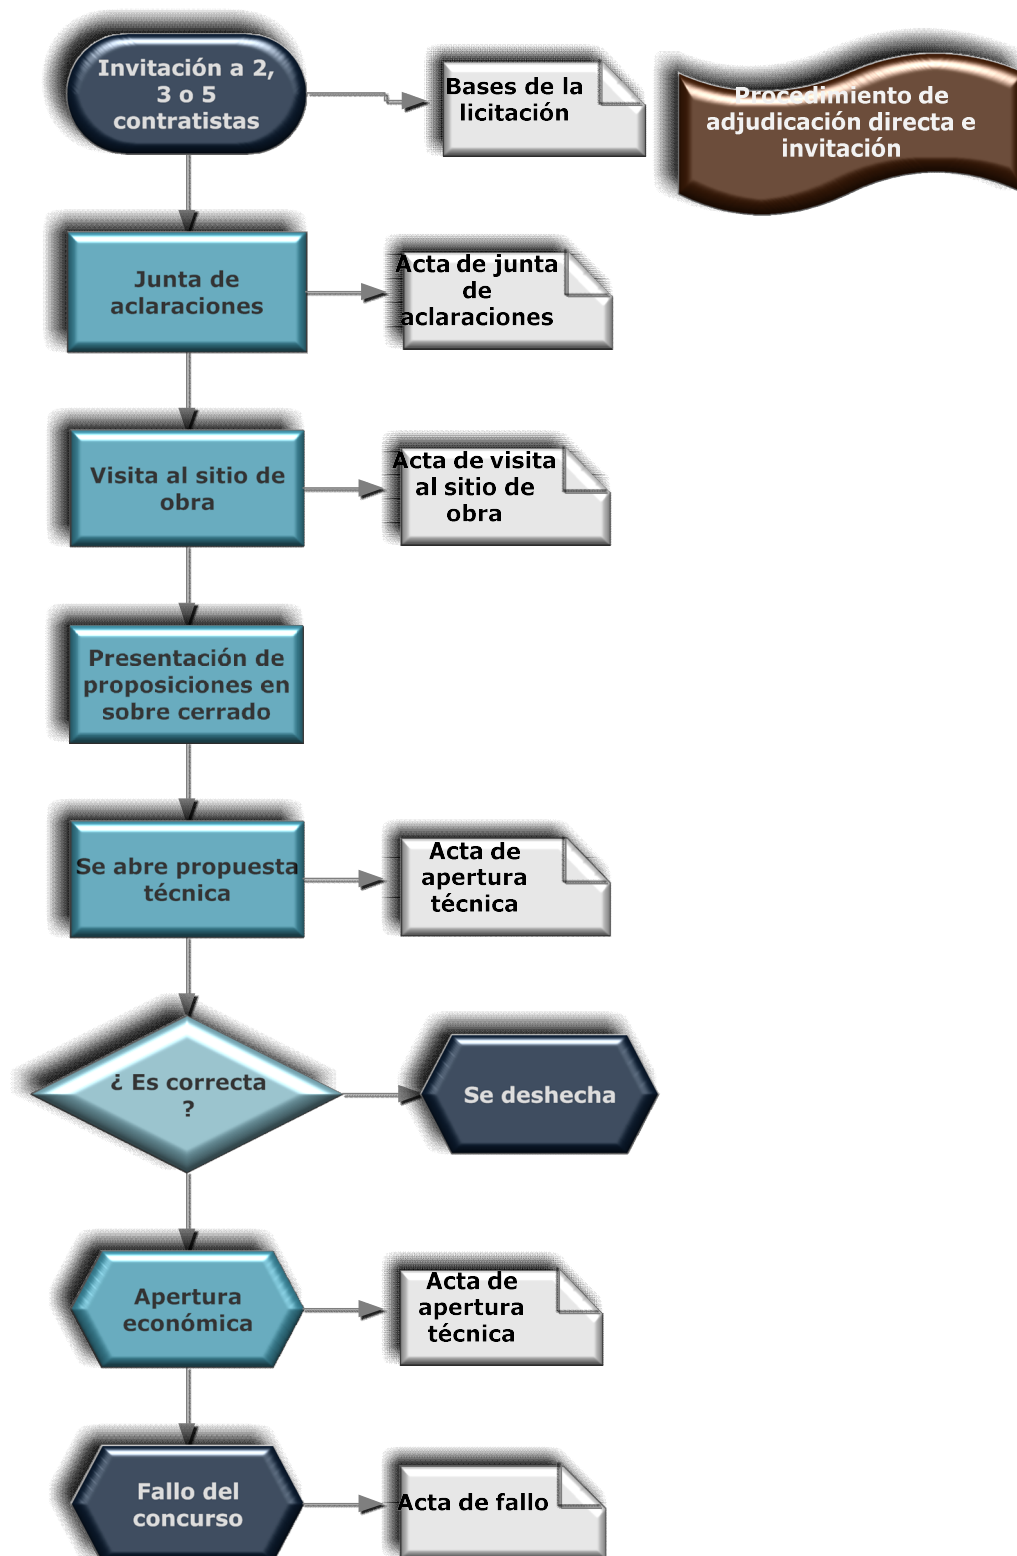 Invitación a 2,
3 o 5
contratistas
Bases de la
licitación
Procedimiento de
adjudicación directa e
invitación
Junta de
aclaraciones
Acta de junta
de
aclaraciones
Visita al sitio de
obra
Acta de visita
al sitio de
obra
Presentación de
proposiciones en
sobre cerrado
Se abre propuesta
técnica
Acta de
apertura
técnica
¿ Es correcta
?
Se deshecha
Apertura
económica
Acta de
apertura
técnica
Fallo del
concurso
Acta de fallo